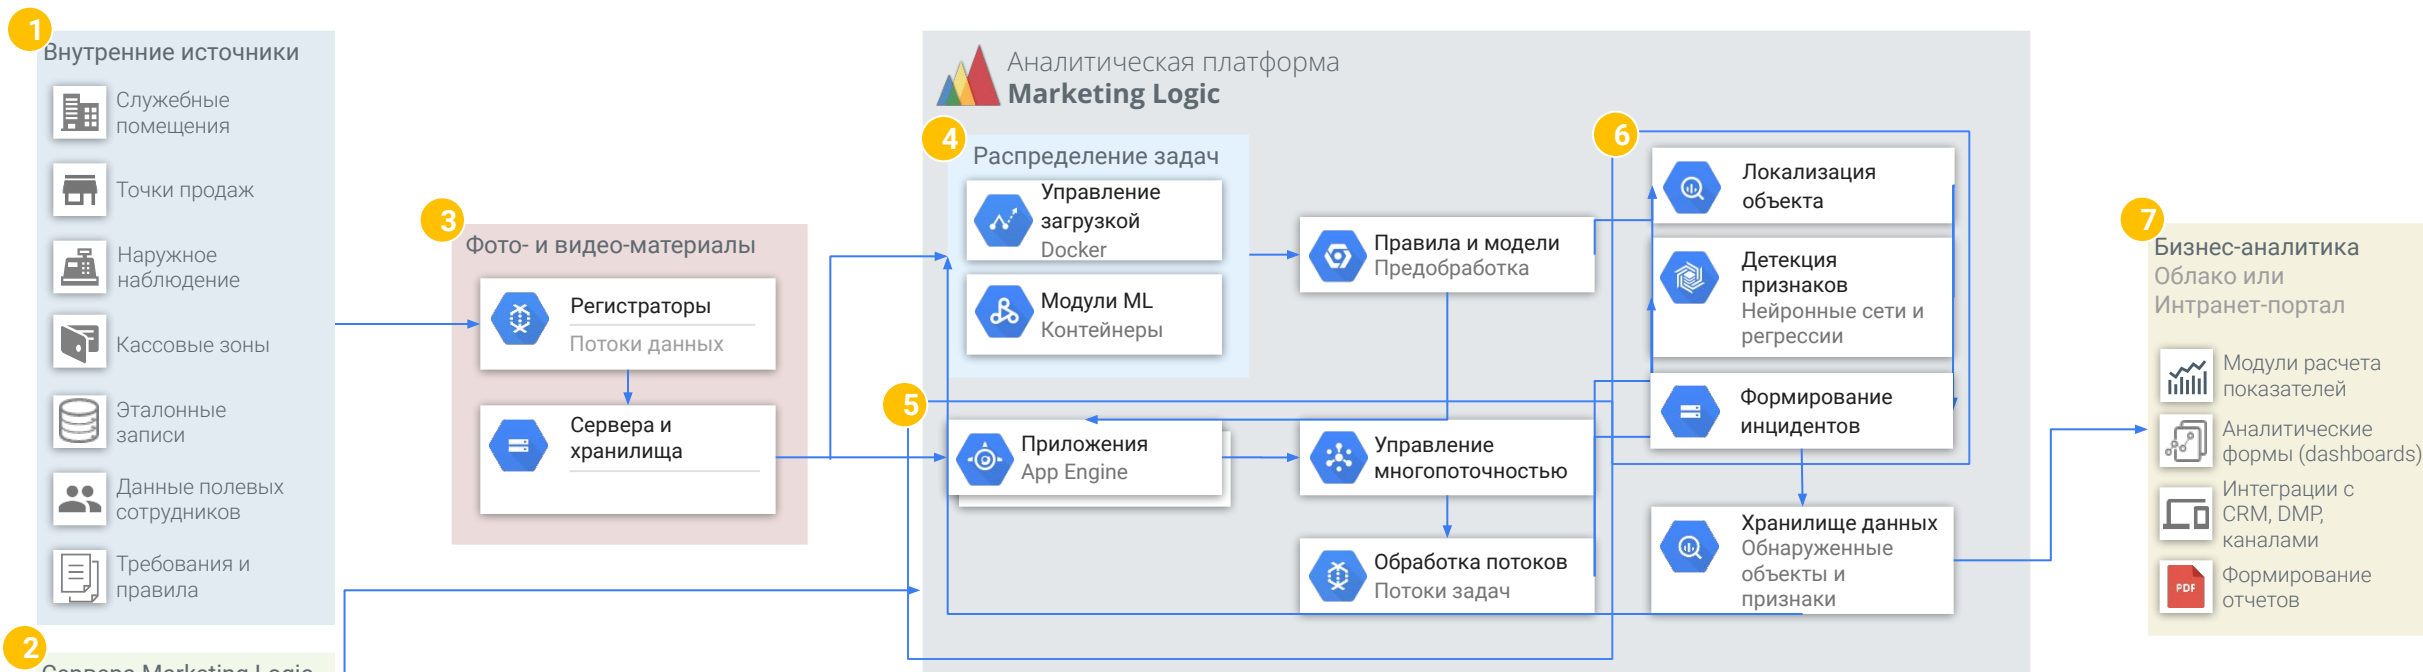 1
Внутренние источники
Служебные
помещения
Точки продаж
Наружное
наблюдение
Кассовые зоны
Эталонные
записи
Данные полевых
сотрудников
Требования и
правила
2
Сервера Marketing Logic
3
Фото- и видео-материалы
Регистраторы
Потоки данных
Сервера и
хранилища
Аналитическая платформа
Marketing Logic
4
Распределение задач
Управление
загрузкой
Docker
Модули ML
Контейнеры
Правила и модели
Предобработка
5
Приложения
App Engine
Управление
многопоточностью
Обработка потоков
Потоки задач
6
Локализация
объекта
Детекция
признаков
Нейронные сети и
регрессии
Формирование
инцидентов
Хранилище данных
Обнаруженные
объекты и
признаки
7
Бизнес-аналитика
Облако или
Интранет-портал
Модули расчета
показателей
Аналитические
формы (dashboards)
Интеграции с
CRM, DMP,
каналами
PDF
Формирование
отчетов